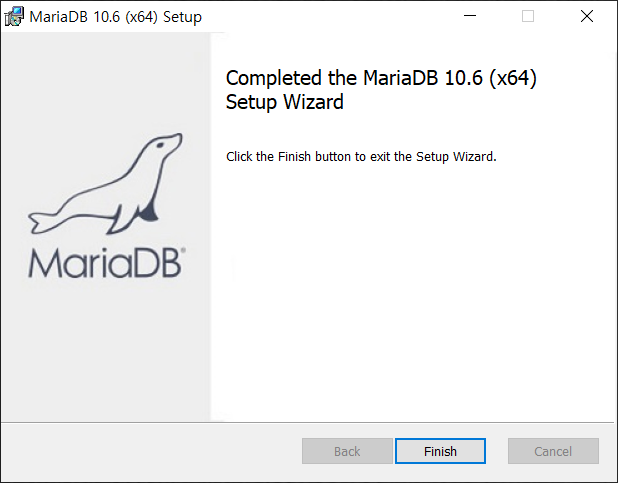 MariaDB 10.6 (x64) Setup
Completed the MariaDB 10.6 (x64)
Setup Wizard
Click the Finish button to exit the Setup Wizard.
MariaDB®
Back
Finish
Cancel